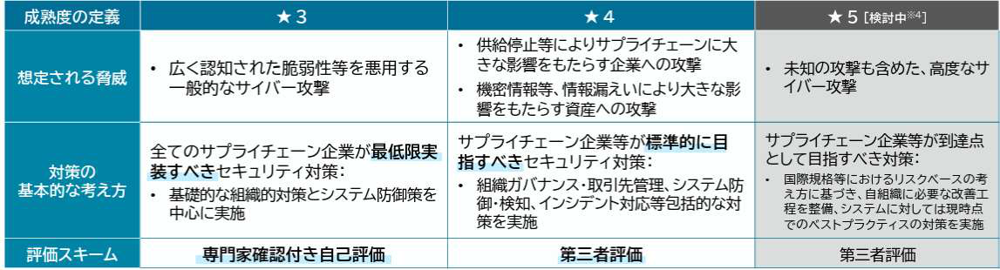 成熟度の定義
★3
★4
★5 [検討中※4]
想定される脅威
• 広く認知された脆弱性等を悪用する
一般的なサイバー攻撃
• 供給停止等によりサプライチェーンに大
きな影響をもたらす企業への攻撃
• 機密情報等、情報漏えいにより大きな影
響をもたらす資産への攻撃
• 未知の攻撃も含めた、高度なサ
イバー攻撃
対策の
基本的な考え方
全てのサプライチェーン企業が最低限実
装すべきセキュリティ対策：
• 基礎的な組織的対策とシステム防御策を
中心に実施
サプライチェーン企業等が標準的に目
指すべきセキュリティ対策：
• 組織ガバナンス・取引先管理、システム防
御・検知、インシデント対応等包括的な対
策を実施
サプライチェーン企業等が到達点
として目指すべき対策：
• 国際規格等におけるリスクベースの考
え方に基づき、自組織に必要な改善工
程を整備、システムに対しては現時点
でのベストプラクティスの対策を実施
評価スキーム
専門家確認付き自己評価
第三者評価
第三者評価